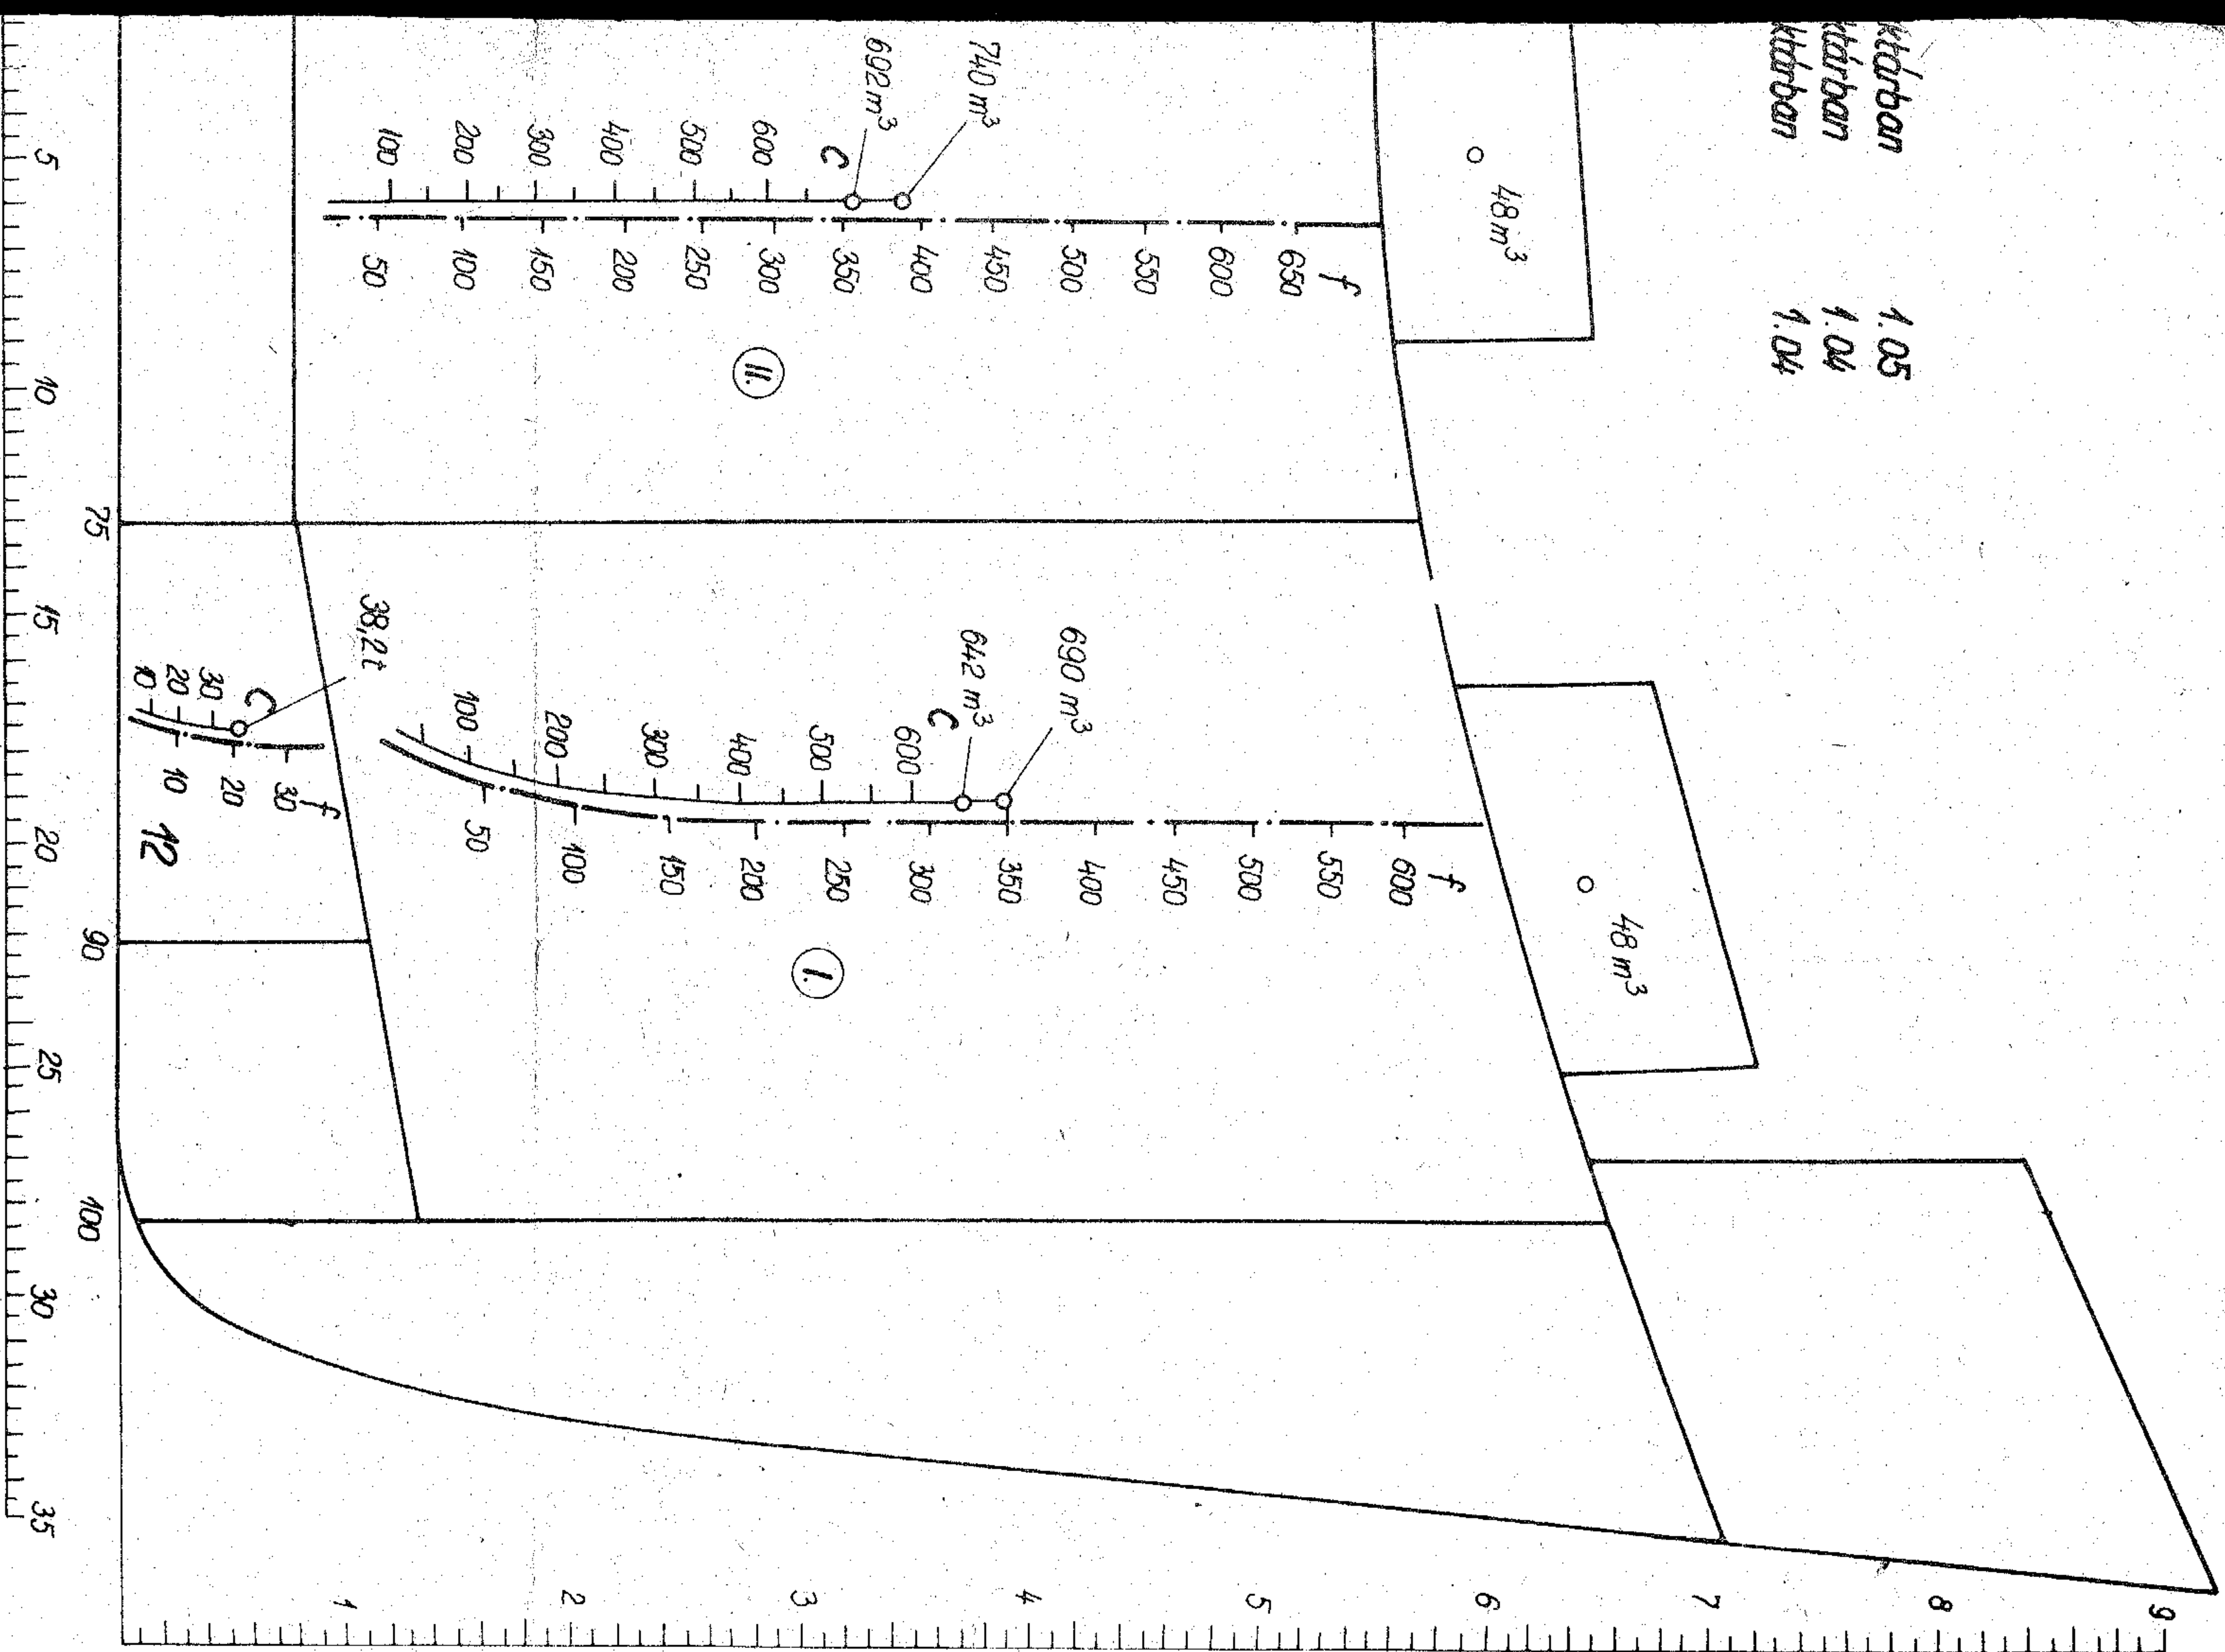 ktárban 1.05
ktárban 1.04
ktárban 1.04
48 m³
740 m³
692 m³
C
100 200 300 400 500 600
50 100 150 200 250 300 350 400 450 500 550 600 650 f
II.
48 m³
690 m³
642 m³
C
100 200 300 400 500 600
50 100 150 200 250 300 350 400 450 500 550 600 f
I.
38,2t
C
10 20 30
10 20 30 f
12
75 90 100
5 10 15 20 25 30 35
1 2 3 4 5 6 7 8 9